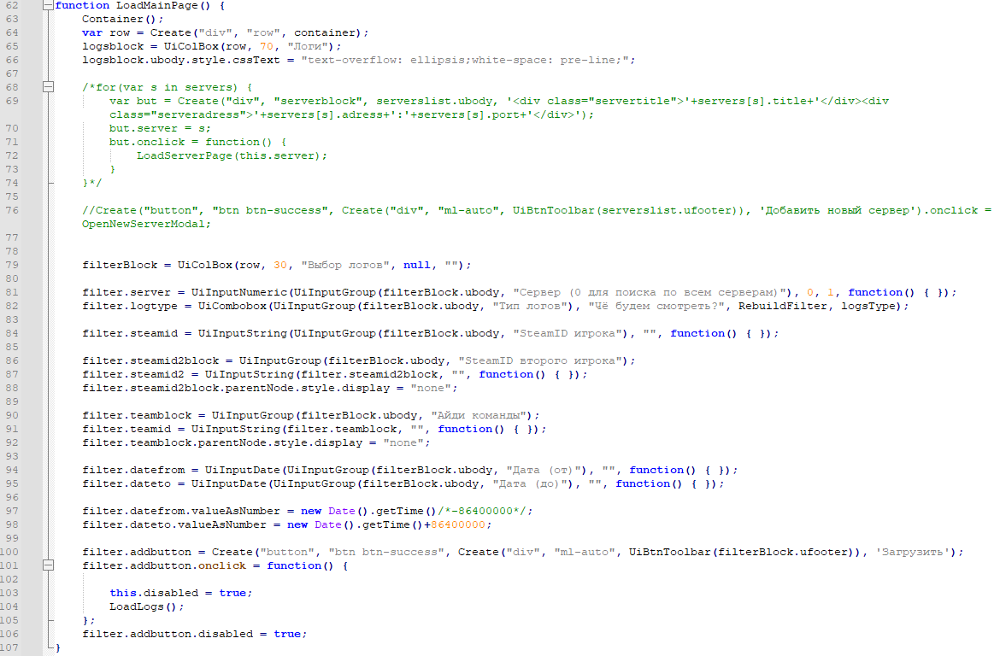 62 function LoadMainPage() {
63 Container();
64 var row = Create("div", "row", container);
65 logsblock = UiColBox(row, 70, "Логи");
66 logsblock.ubody.style.cssText = "text-overflow: ellipsis;white-space: pre-line;";
67
68 /*for(var s in servers) {
69 var but = Create("div", "serverblock", serverslist.ubody, '<div class="servertitle">'+servers[s].title+'</div><div
class="serveradress">'+servers[s].adress+':'+servers[s].port+'</div>');
70 but.server = s;
71 but.onclick = function() {
72 LoadServerPage(this.server);
73 }
74 }*/
75
76 //Create("button", "btn btn-success", Create("div", "ml-auto", UiBtnToolbar(serverslist.ufooter)), 'Добавить новый сервер').onclick =
OpenNewServerModal;
77
78
79 filterBlock = UiColBox(row, 30, "Выбор логов", null, "");
80
81 filter.server = UiInputNumeric(UiInputGroup(filterBlock.ubody, "Сервер (0 для поиска по всем серверам)"), 0, 1, function() { });
82 filter.logtype = UiCombobox(UiInputGroup(filterBlock.ubody, "Тип логов"), "Чё будем смотреть?", RebuildFilter, logsType);
83
84 filter.steamid = UiInputString(UiInputGroup(filterBlock.ubody, "SteamID игрока"), "", function() { });
85
86 filter.steamid2block = UiInputGroup(filterBlock.ubody, "SteamID второго игрока");
87 filter.steamid2 = UiInputString(filter.steamid2block, "", function() { });
88 filter.steamid2block.parentNode.style.display = "none";
89
90 filter.teamblock = UiInputGroup(filterBlock.ubody, "Айди команды");
91 filter.teamid = UiInputString(filter.teamblock, "", function() { });
92 filter.teamblock.parentNode.style.display = "none";
93
94 filter.datefrom = UiInputDate(UiInputGroup(filterBlock.ubody, "Дата (от)"), "", function() { });
95 filter.dateto = UiInputDate(UiInputGroup(filterBlock.ubody, "Дата (до)"), "", function() { });
96
97 filter.datefrom.valueAsNumber = new Date().getTime()/*-86400000*/;
98 filter.dateto.valueAsNumber = new Date().getTime()+86400000;
99
100 filter.addbutton = Create("button", "btn btn-success", Create("div", "ml-auto", UiBtnToolbar(filterBlock.ufooter)), 'Загрузить');
101 filter.addbutton.onclick = function() {
102
103 this.disabled = true;
104 LoadLogs();
105 };
106 filter.addbutton.disabled = true;
107 }